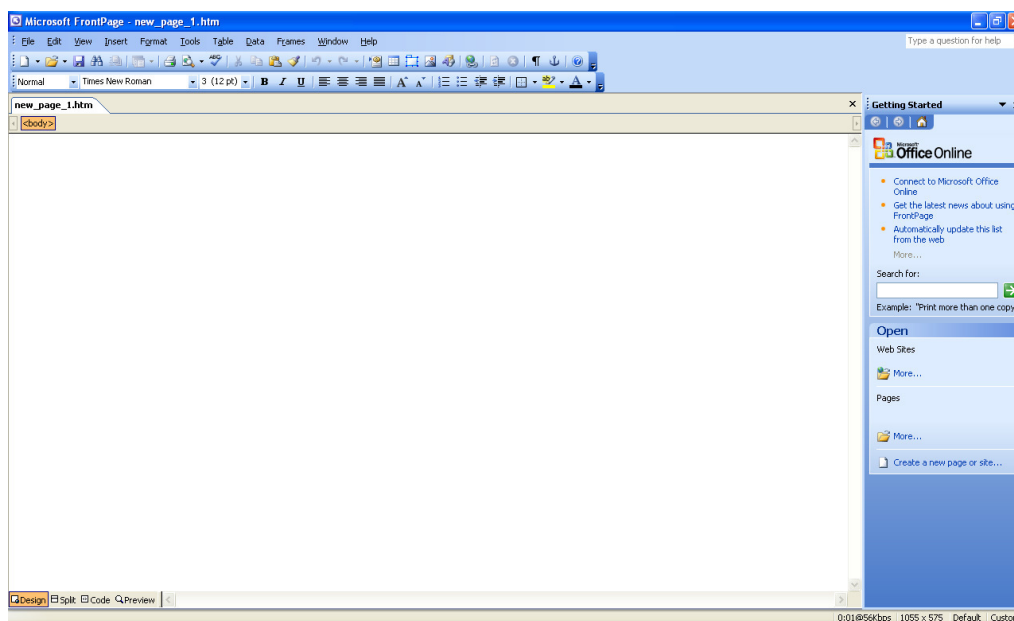 Microsoft FrontPage - new_page_1.htm
File Edit View Insert Format Tools Table Data Frames Window Help
Type a question for help
Normal Times New Roman 3 (12 pt) B I U A A A
new_page_1.htm
<body>
Getting Started
Microsoft
Office Online
Connect to Microsoft Office
Online
Get the latest news about using
FrontPage
Automatically update this list
from the web
More...
Search for:
Example: "Print more than one copy
Open
Web Sites
More...
Pages
More...
Create a new page or site...
Design Split Code Preview
0:01@56Kbps 1055 x 575 Default Custo